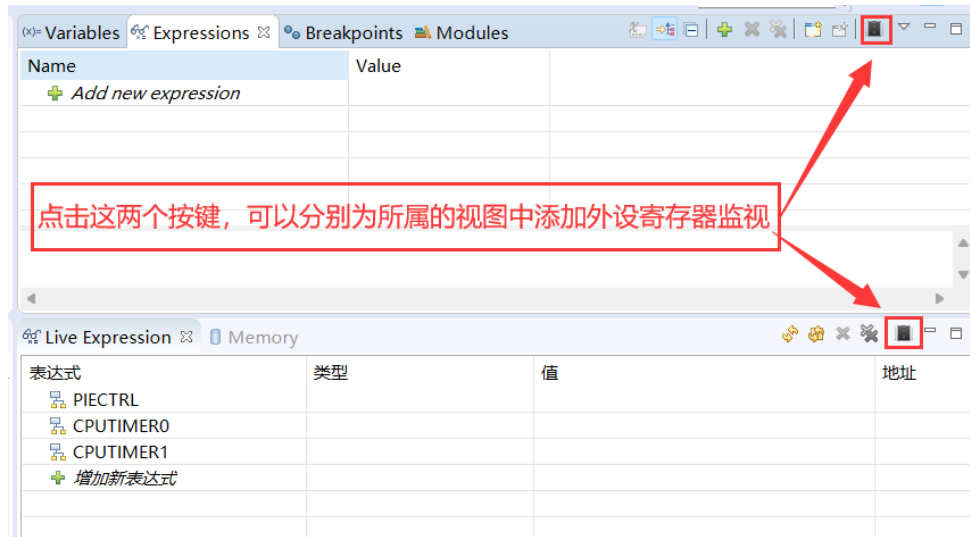 (x)= Variables Expressions Breakpoints Modules
Name Value
Add new expression
点击这两个按键，可以分别为所属的视图中添加外设寄存器监视
Live Expression Memory
表达式 类型 值 地址
PIECTRL
CPUTIMER0
CPUTIMER1
增加新表达式